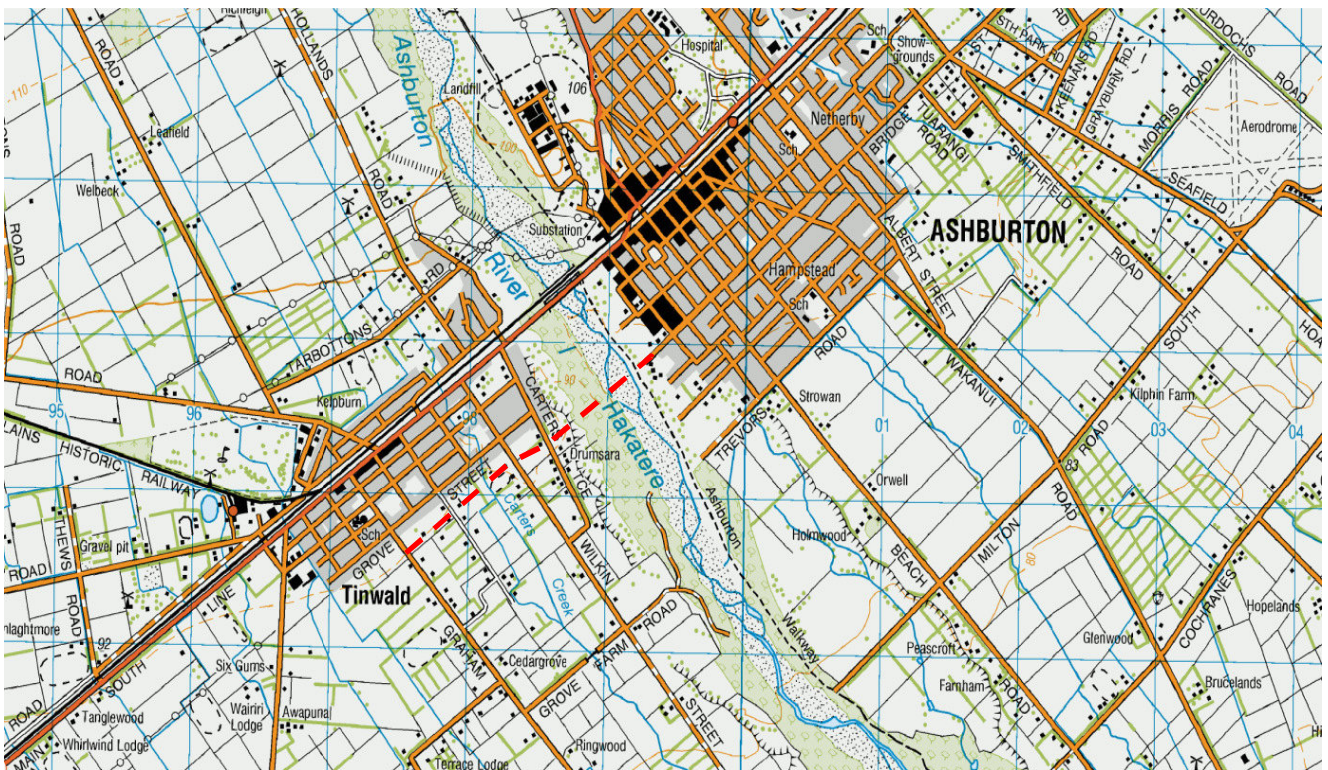 Richleigh
ROAD
HOLLANDS
ROAD
110
Leafield
Welbeck
ROAD
Ashburton
River
Hakatere
Landfill
100
106
Hospital
Substation
Sch
Show-
grounds
STH PARK RD
ST
KEENANS RD
GRAYBURN RD
MORRIS ROAD
ROAD
Aerodrome
SEAFIELD
Netherby
Sch
BRIDGE
TUARANGI
ROAD
SMITHFIELD
ROAD
ALBERT STREET
ASHBURTON
Hampstead
Sch
ROAD
WAKANUI
SOUTH
TARBOTTONS
RD
ROAD
95
96
Kelpburn
PLAINS HISTORIC RAILWAY
98
90
CARTERS
TCE
Drumsara
STREET
GROVE
Carters
Creek
WILKIN
STREET
TREVORS
Strowan
01
02
03
04
Kilphin Farm
ROAD
83
ROAD
Orwell
Holmwood
Ashburton
Walkway
BEACH
ROAD
MILTON
80
COCHRANES
Hopelands
Glenwood
Brucelands
Peascroft
Farnham
Gravel pit
ROAD
ROAD
Sch
Tinwald
LINE
SOUTH
MAIN
ROAD
92
Six Gums
Wairiri
Lodge
Awapuna
Tanglewood
Whirlwind Lodge
GRAHAM
Cedargrove
GROVE FARM ROAD
Ringwood
Terrace Lodge